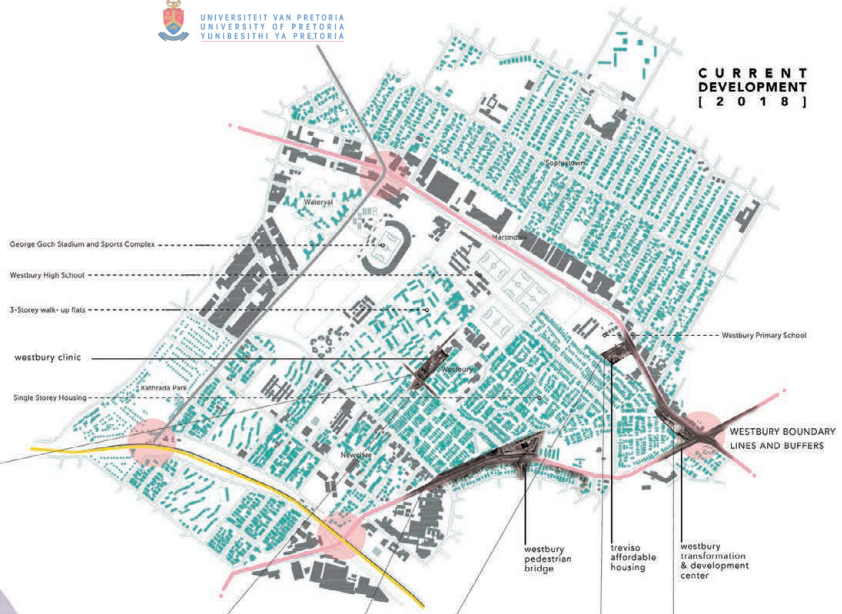 UNIVERSITEIT VAN PRETORIA
UNIVERSITY OF PRETORIA
YUNIBESITHI YA PRETORIA
CURRENT
DEVELOPMENT
[ 2018 ]
Sophiatown
Waterval
Martindale
George Goch Stadium and Sports Complex
Westbury High School
3-Storey walk-up flats
Westbury Primary School
westbury clinic
Westbury
Kathrada Park
Single Storey Housing
WESTBURY BOUNDARY
LINES AND BUFFERS
Newclare
westbury
pedestrian
bridge
treviso
affordable
housing
westbury
transformation
& development
center